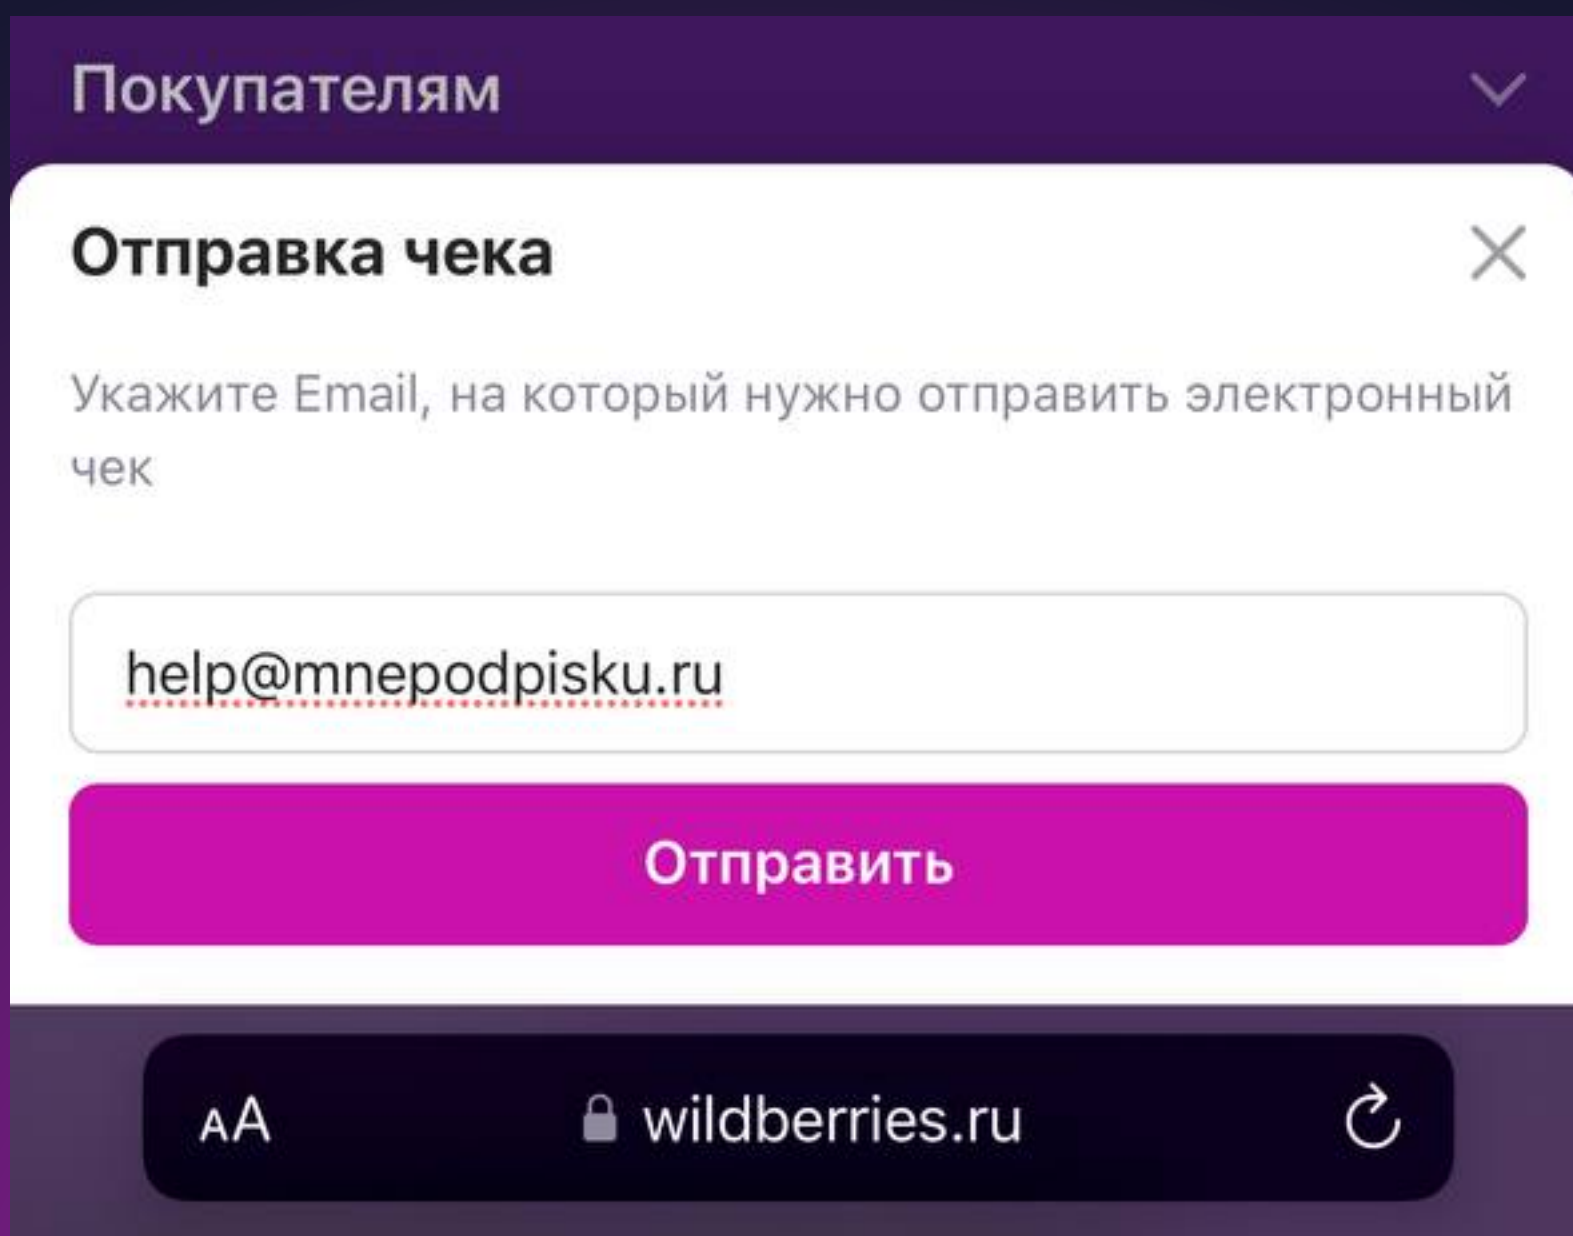 Покупателям
Отправка чека
Укажите Email, на который нужно отправить электронный
чек
help@mnepodpisku.ru
Отправить
AA wildberries.ru